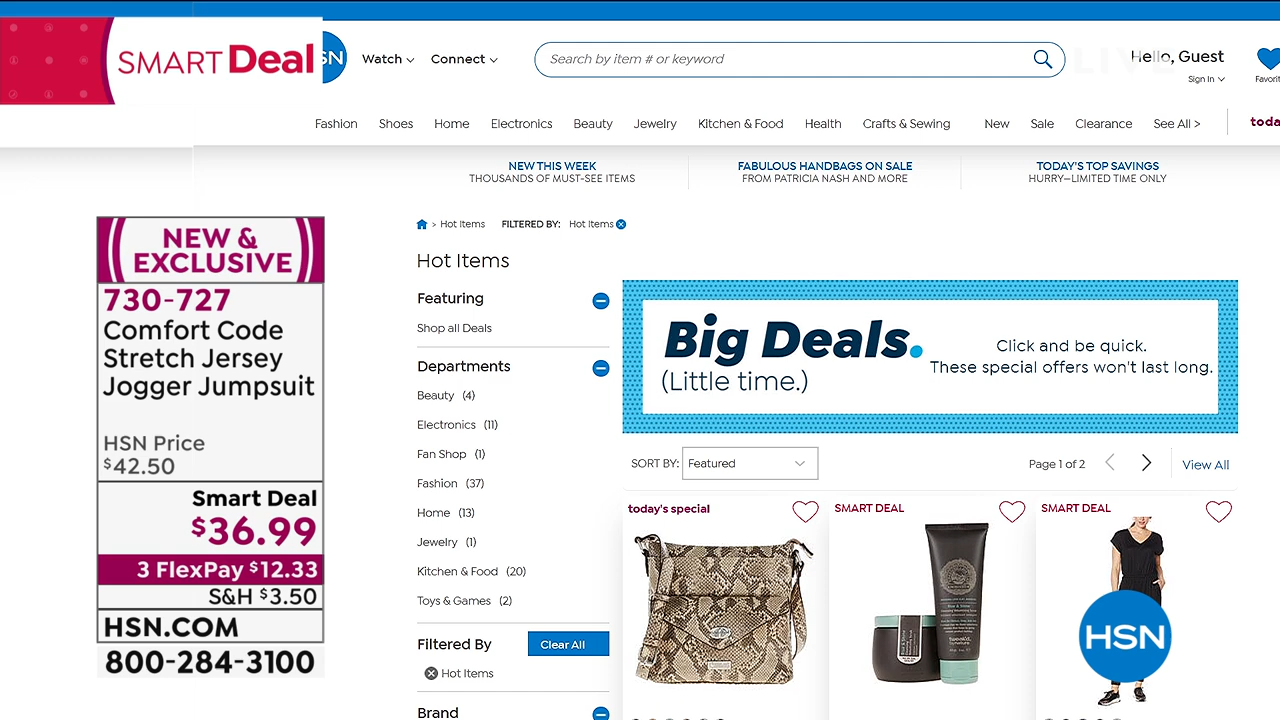 SMART Deal
SN
Watch
Connect
Search by item # or keyword
LIVE
Hello, Guest
Sign In
Fashion Shoes Home Electronics Beauty Jewelry Kitchen & Food Health Crafts & Sewing New Sale Clearance See All >
NEW THIS WEEK
THOUSANDS OF MUST-SEE ITEMS
FABULOUS HANDBAGS ON SALE
FROM PATRICIA NASH AND MORE
TODAY'S TOP SAVINGS
HURRY—LIMITED TIME ONLY
NEW &
EXCLUSIVE
730-727
Comfort Code
Stretch Jersey
Jogger Jumpsuit
HSN Price
$42.50
Smart Deal
$36.99
3 FlexPay $12.33
S&H $3.50
HSN.COM
800-284-3100
> Hot Items FILTERED BY: Hot Items
Hot Items
Featuring
Shop all Deals
Departments
Beauty (4)
Electronics (11)
Fan Shop (1)
Fashion (37)
Home (13)
Jewelry (1)
Kitchen & Food (20)
Toys & Games (2)
Filtered By
Clear All
Hot Items
Brand
Big Deals.
(Little time.)
Click and be quick.
These special offers won't last long.
SORT BY: Featured
Page 1 of 2
View All
today's special
SMART DEAL
SMART DEAL
HSN